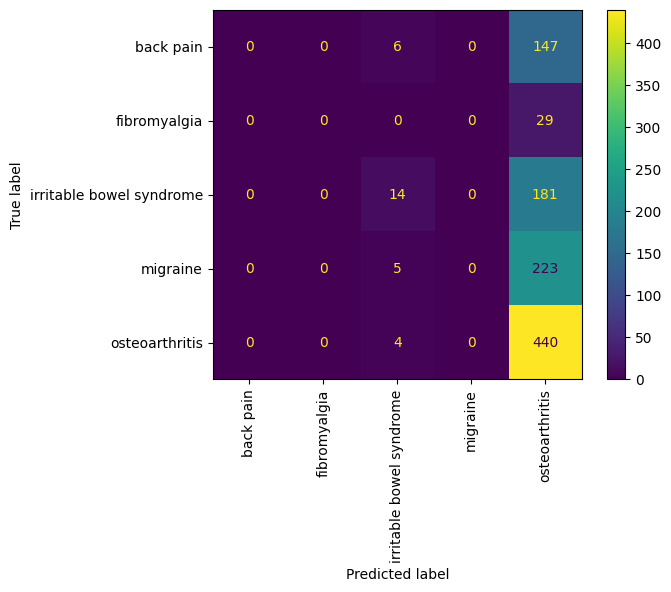 back pain 0 0 6 0 147
fibromyalgia 0 0 0 0 29
irritable bowel syndrome 0 0 14 0 181
migraine 0 0 5 0 223
osteoarthritis 0 0 4 0 440
True label
back pain
fibromyalgia
irritable bowel syndrome
migraine
osteoarthritis
Predicted label
400
350
300
250
200
150
100
50
0